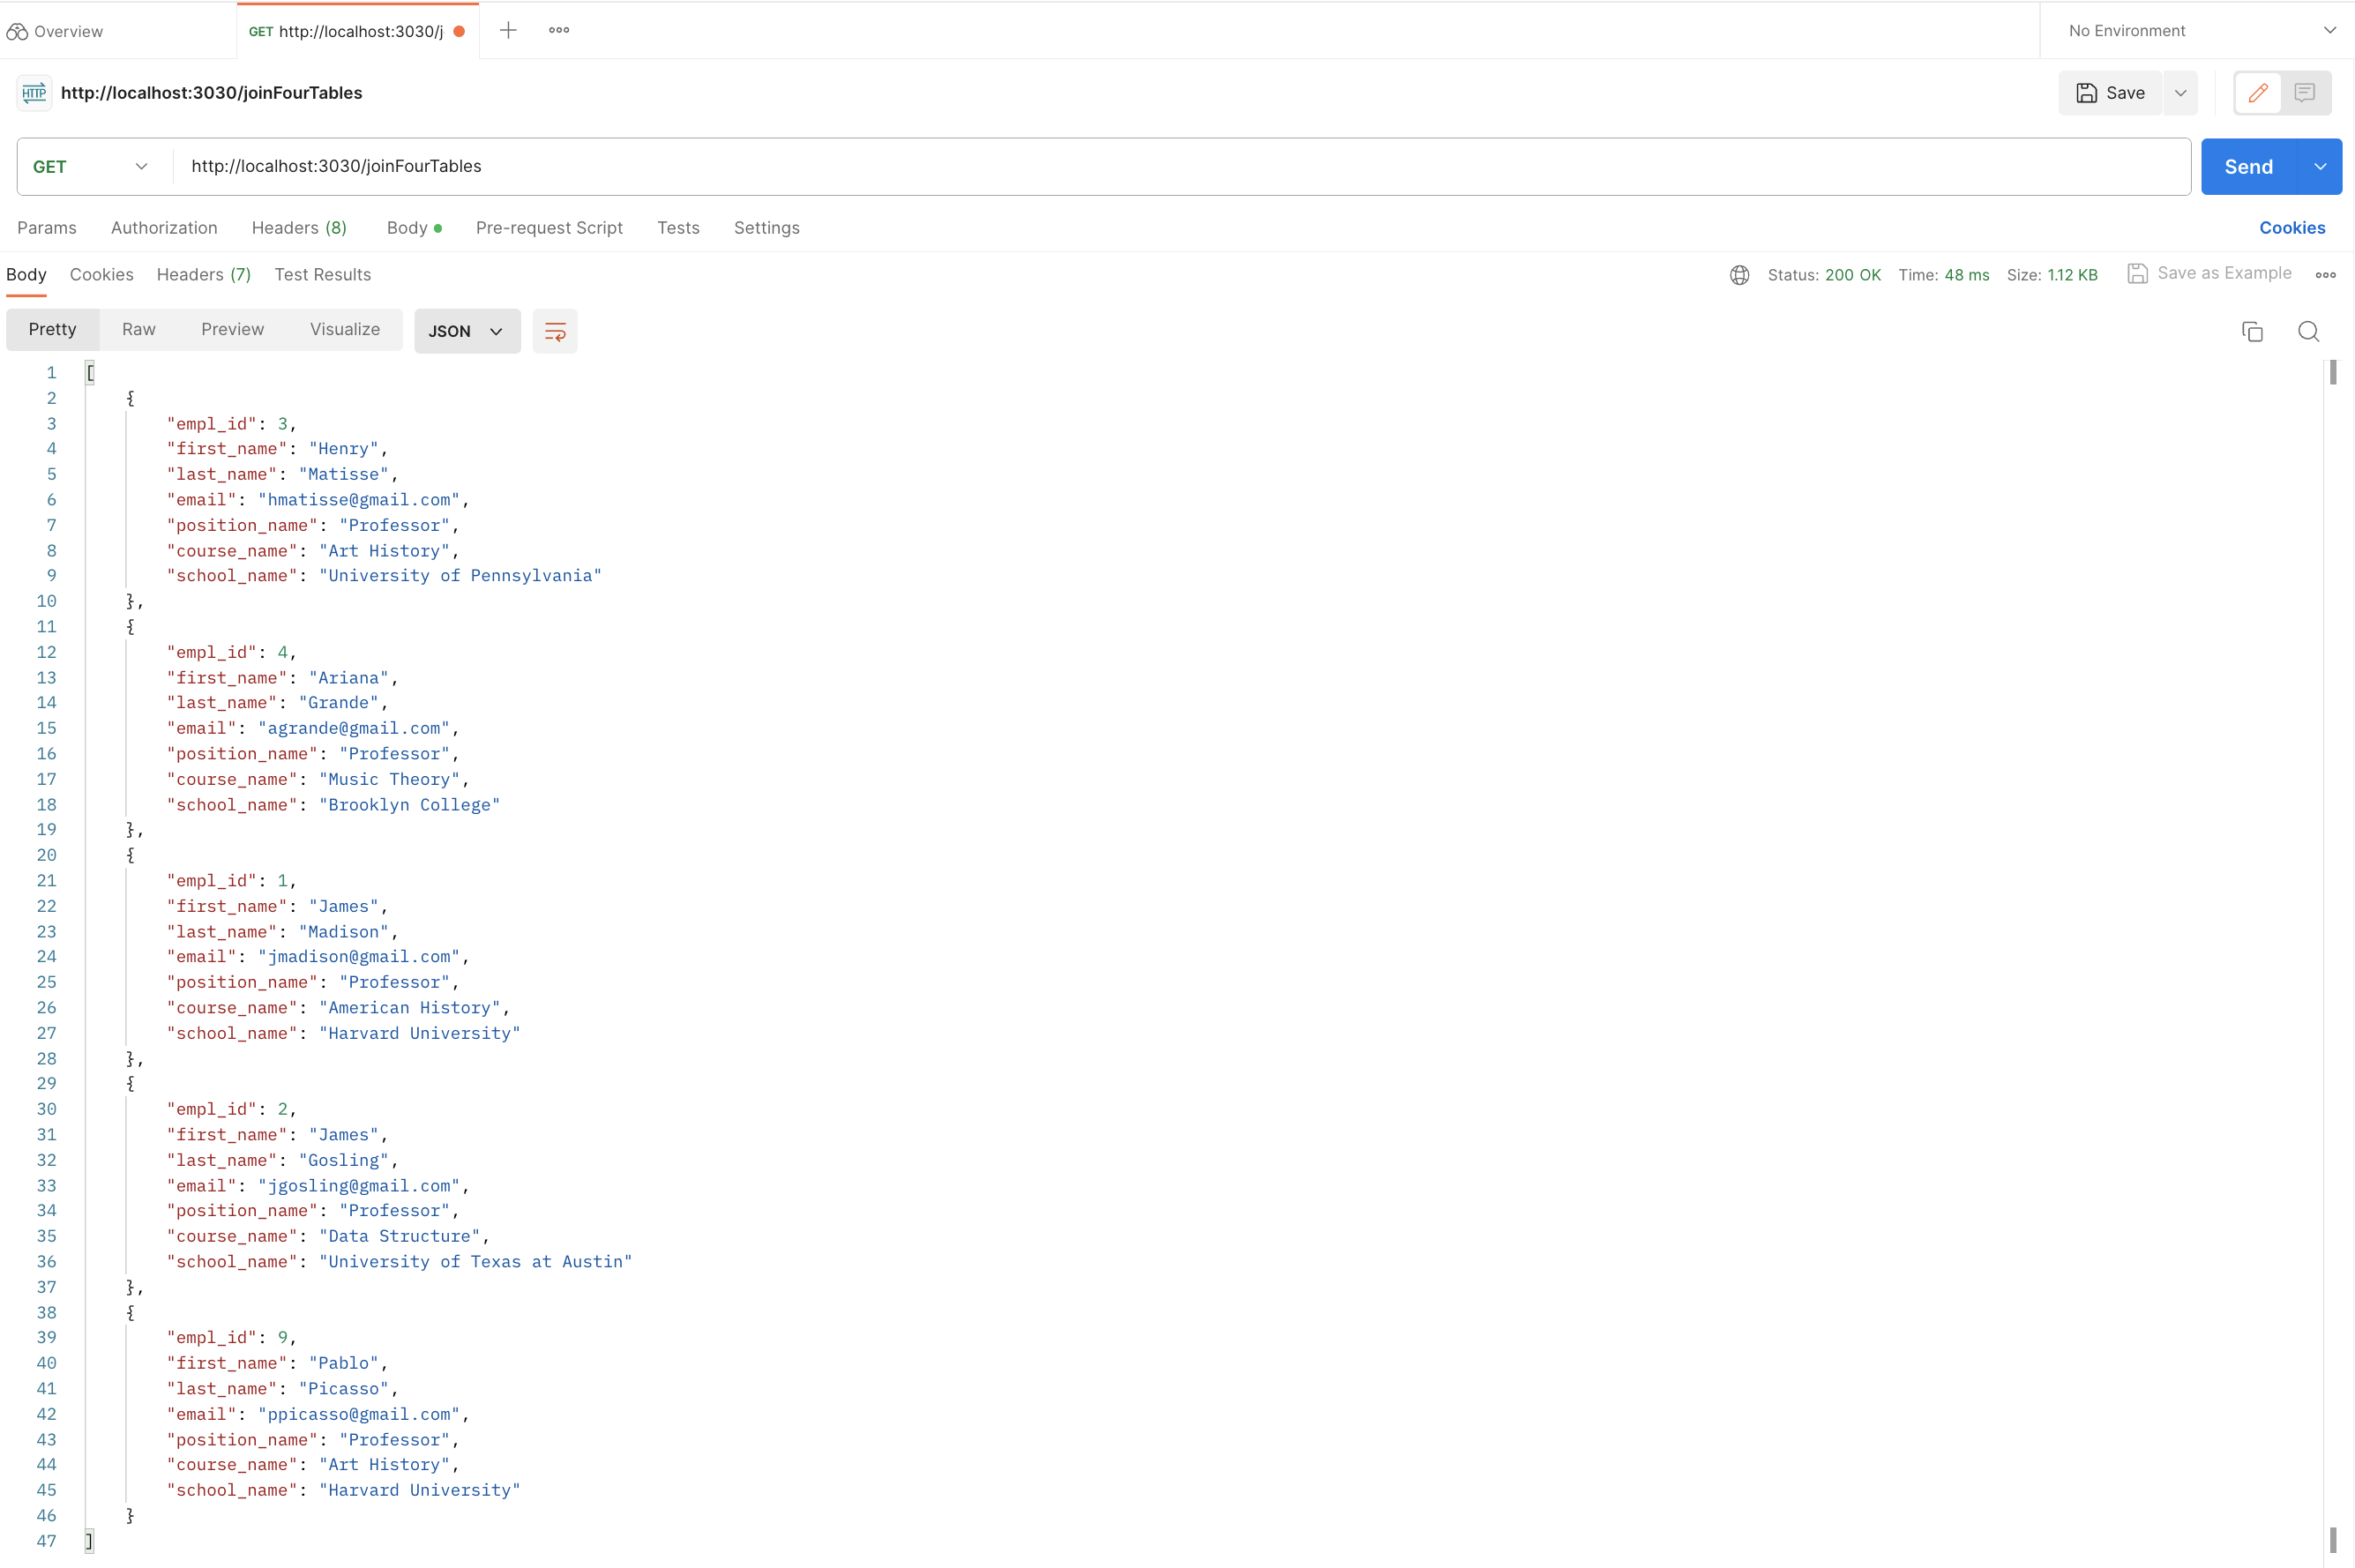 Overview
GET http://localhost:3030/j
No Environment
HTTP http://localhost:3030/joinFourTables
Save
GET http://localhost:3030/joinFourTables
Send
Params Authorization Headers (8) Body Pre-request Script Tests Settings Cookies
Body Cookies Headers (7) Test Results Status: 200 OK Time: 48 ms Size: 1.12 KB Save as Example
Pretty Raw Preview Visualize JSON
1 [
2 {
3 "empl_id": 3,
4 "first_name": "Henry",
5 "last_name": "Matisse",
6 "email": "hmatisse@gmail.com",
7 "position_name": "Professor",
8 "course_name": "Art History",
9 "school_name": "University of Pennsylvania"
10 },
11 {
12 "empl_id": 4,
13 "first_name": "Ariana",
14 "last_name": "Grande",
15 "email": "agrande@gmail.com",
16 "position_name": "Professor",
17 "course_name": "Music Theory",
18 "school_name": "Brooklyn College"
19 },
20 {
21 "empl_id": 1,
22 "first_name": "James",
23 "last_name": "Madison",
24 "email": "jmadison@gmail.com",
25 "position_name": "Professor",
26 "course_name": "American History",
27 "school_name": "Harvard University"
28 },
29 {
30 "empl_id": 2,
31 "first_name": "James",
32 "last_name": "Gosling",
33 "email": "jgosling@gmail.com",
34 "position_name": "Professor",
35 "course_name": "Data Structure",
36 "school_name": "University of Texas at Austin"
37 },
38 {
39 "empl_id": 9,
40 "first_name": "Pablo",
41 "last_name": "Picasso",
42 "email": "ppicasso@gmail.com",
43 "position_name": "Professor",
44 "course_name": "Art History",
45 "school_name": "Harvard University"
46 }
47 ]